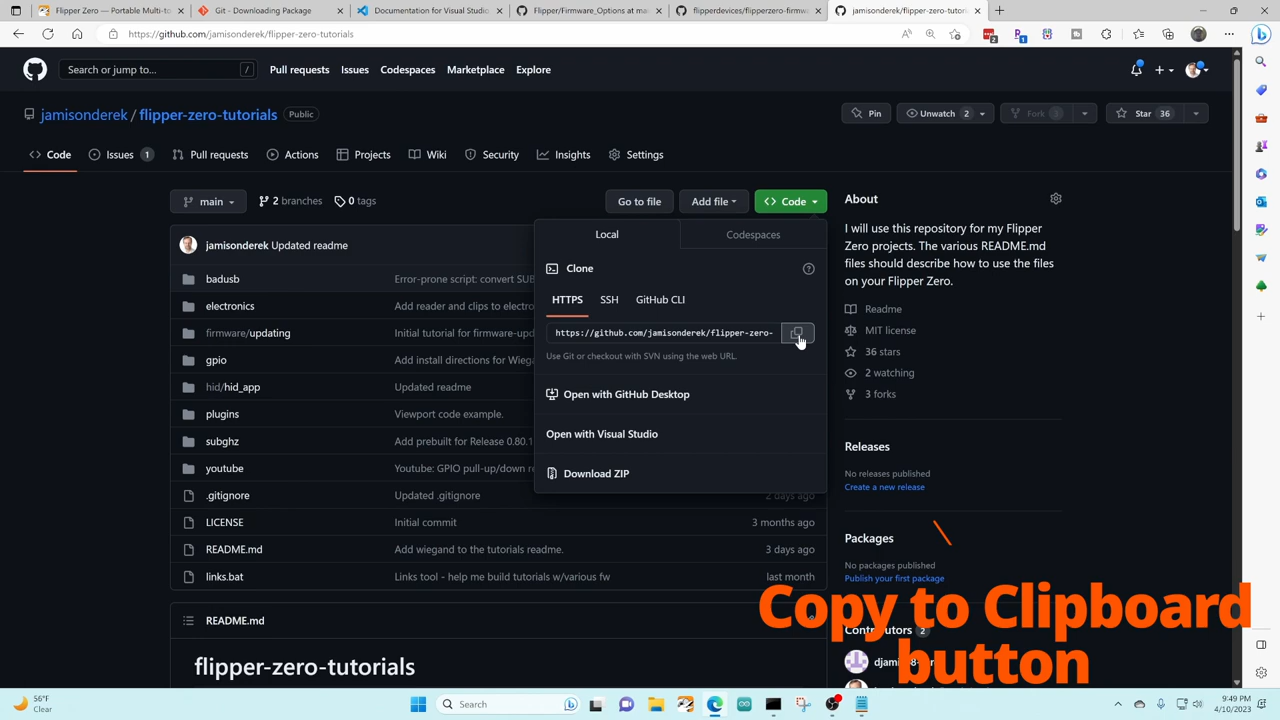 Flipper Zero — Portable Multi-to
Git - Downloading Package
Documentation for Visual Studio
Flipper/Firmware_Options at ma
flipperdevices/flipperzero-firmw
jamisonderek/flipper-zero-tutori
https://github.com/jamisonderek/flipper-zero-tutorials
Search or jump to...
/
Pull requests
Issues
Codespaces
Marketplace
Explore
jamisonderek / flipper-zero-tutorials
Public
Pin
Unwatch 2
Fork 3
Star 36
Code
Issues 1
Pull requests
Actions
Projects
Wiki
Security
Insights
Settings
main
2 branches
0 tags
Go to file
Add file
Code
jamisonderek Updated readme
badusb
Error-prone script: convert SUB
electronics
Add reader and clips to electro
firmware/updating
Initial tutorial for firmware-upd
gpio
Add install directions for Wiega
hid/hid_app
Updated readme
plugins
Viewport code example.
subghz
Add prebuilt for Release 0.80.1
youtube
Youtube: GPIO pull-up/down re
.gitignore
Updated .gitignore
2 days ago
LICENSE
Initial commit
3 months ago
README.md
Add wiegand to the tutorials readme.
3 days ago
links.bat
Links tool - help me build tutorials w/various fw
last month
README.md
flipper-zero-tutorials
Local
Codespaces
Clone
HTTPS
SSH
GitHub CLI
https://github.com/jamisonderek/flipper-zero-
Use Git or checkout with SVN using the web URL.
Open with GitHub Desktop
Open with Visual Studio
Download ZIP
About
I will use this repository for my Flipper
Zero projects. The various README.md
files should describe how to use the files
on your Flipper Zero.
Readme
MIT license
36 stars
2 watching
3 forks
Releases
No releases published
Create a new release
Packages
No packages published
Publish your first package
Contributors 2
Copy to Clipboard
button
56°F
Clear
Search
9:49 PM
4/10/2023